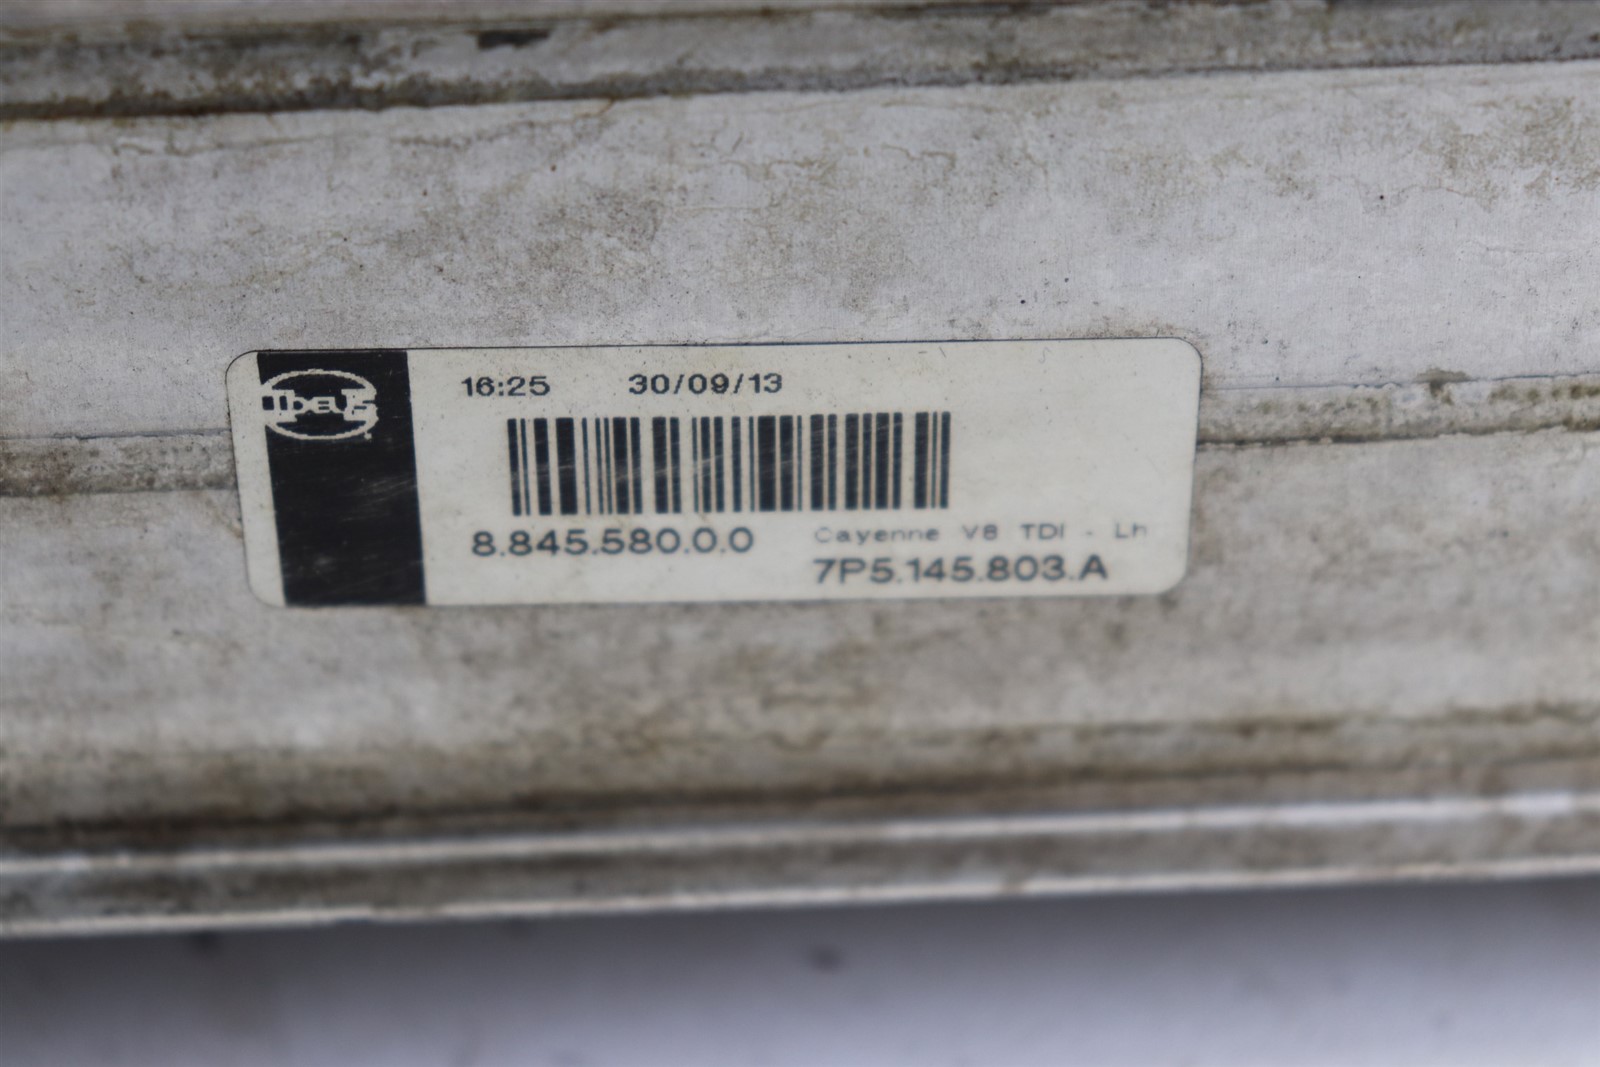 16:25 30/09/13
8.845.580.0.0
Cayenne V8 TDI - Lh
7P5.145.803.A